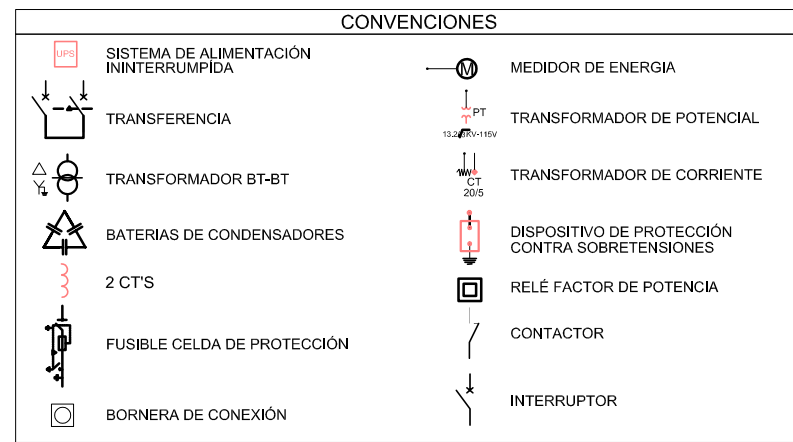 CONVENCIONES
UPS
SISTEMA DE ALIMENTACIÓN
ININTERRUMPÍDA
TRANSFERENCIA
TRANSFORMADOR BT-BT
BATERIAS DE CONDENSADORES
2 CT'S
FUSIBLE CELDA DE PROTECCIÓN
BORNERA DE CONEXIÓN
M
MEDIDOR DE ENERGIA
PT
TRANSFORMADOR DE POTENCIAL
TRANSFORMADOR DE CORRIENTE
CT
20/5
DISPOSITIVO DE PROTECCIÓN
CONTRA SOBRETENSIONES
RELÉ FACTOR DE POTENCIA
CONTACTOR
INTERRUPTOR